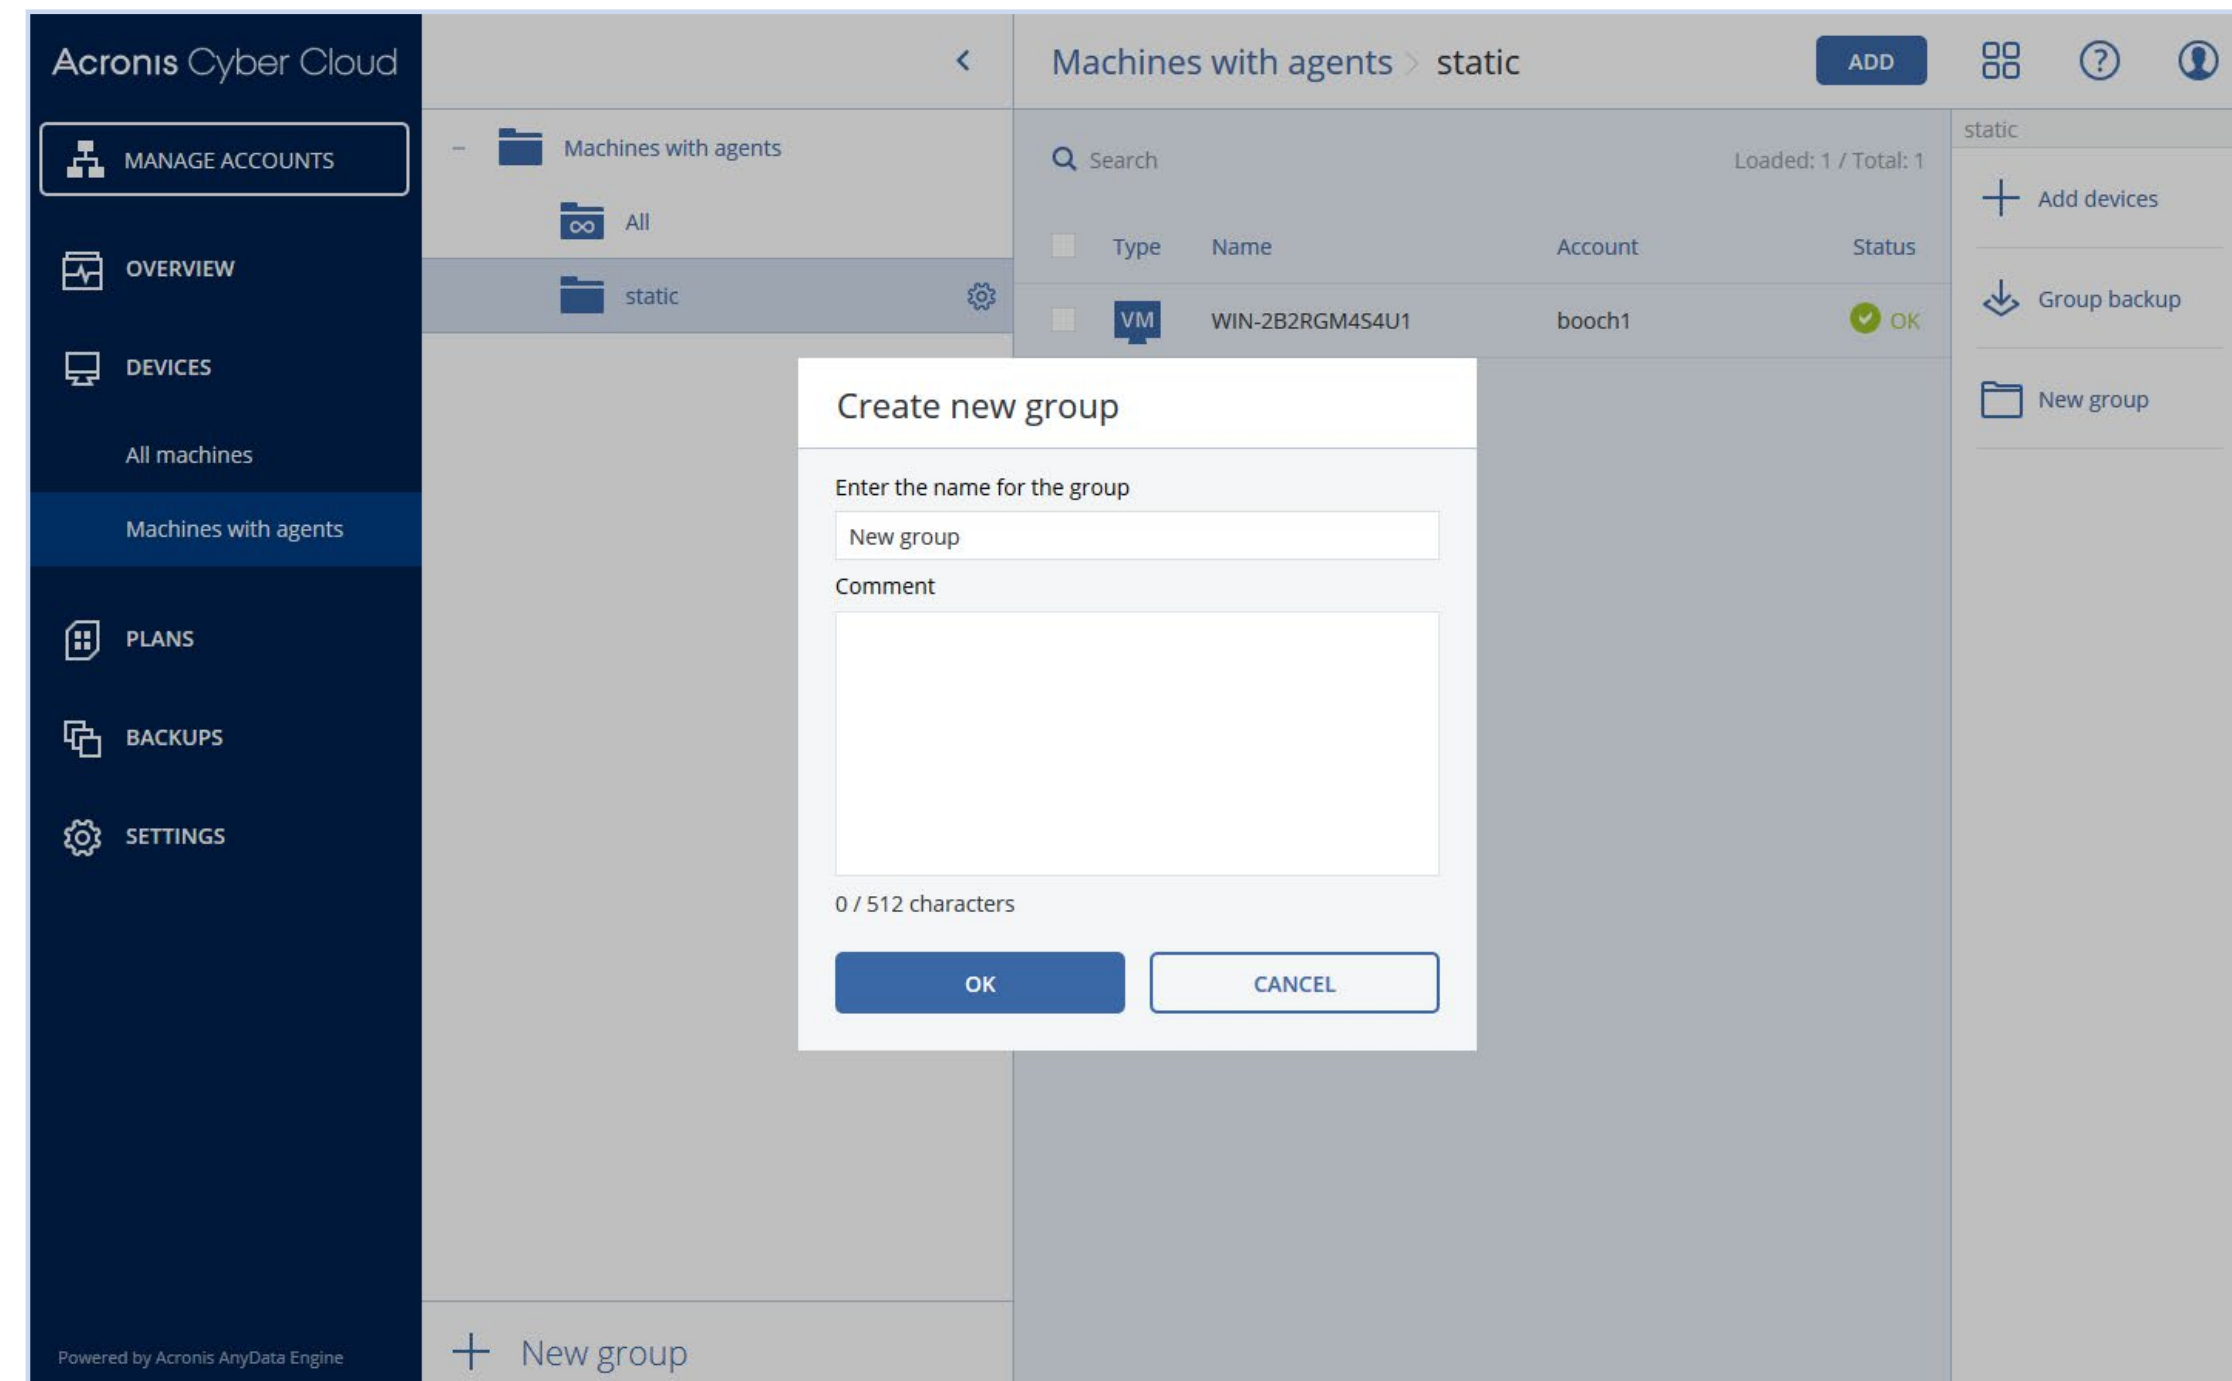 Acronis Cyber Cloud
MANAGE ACCOUNTS
OVERVIEW
DEVICES
All machines
Machines with agents
PLANS
BACKUPS
SETTINGS
Powered by Acronis AnyData Engine
Machines with agents
All
static
New group
Machines with agents > static
ADD
Search
Loaded: 1 / Total: 1
Type Name Account Status
VM WIN-2B2RGM4S4U1 booch1 OK
static
Add devices
Group backup
New group
Create new group
Enter the name for the group
New group
Comment
0 / 512 characters
OK
CANCEL